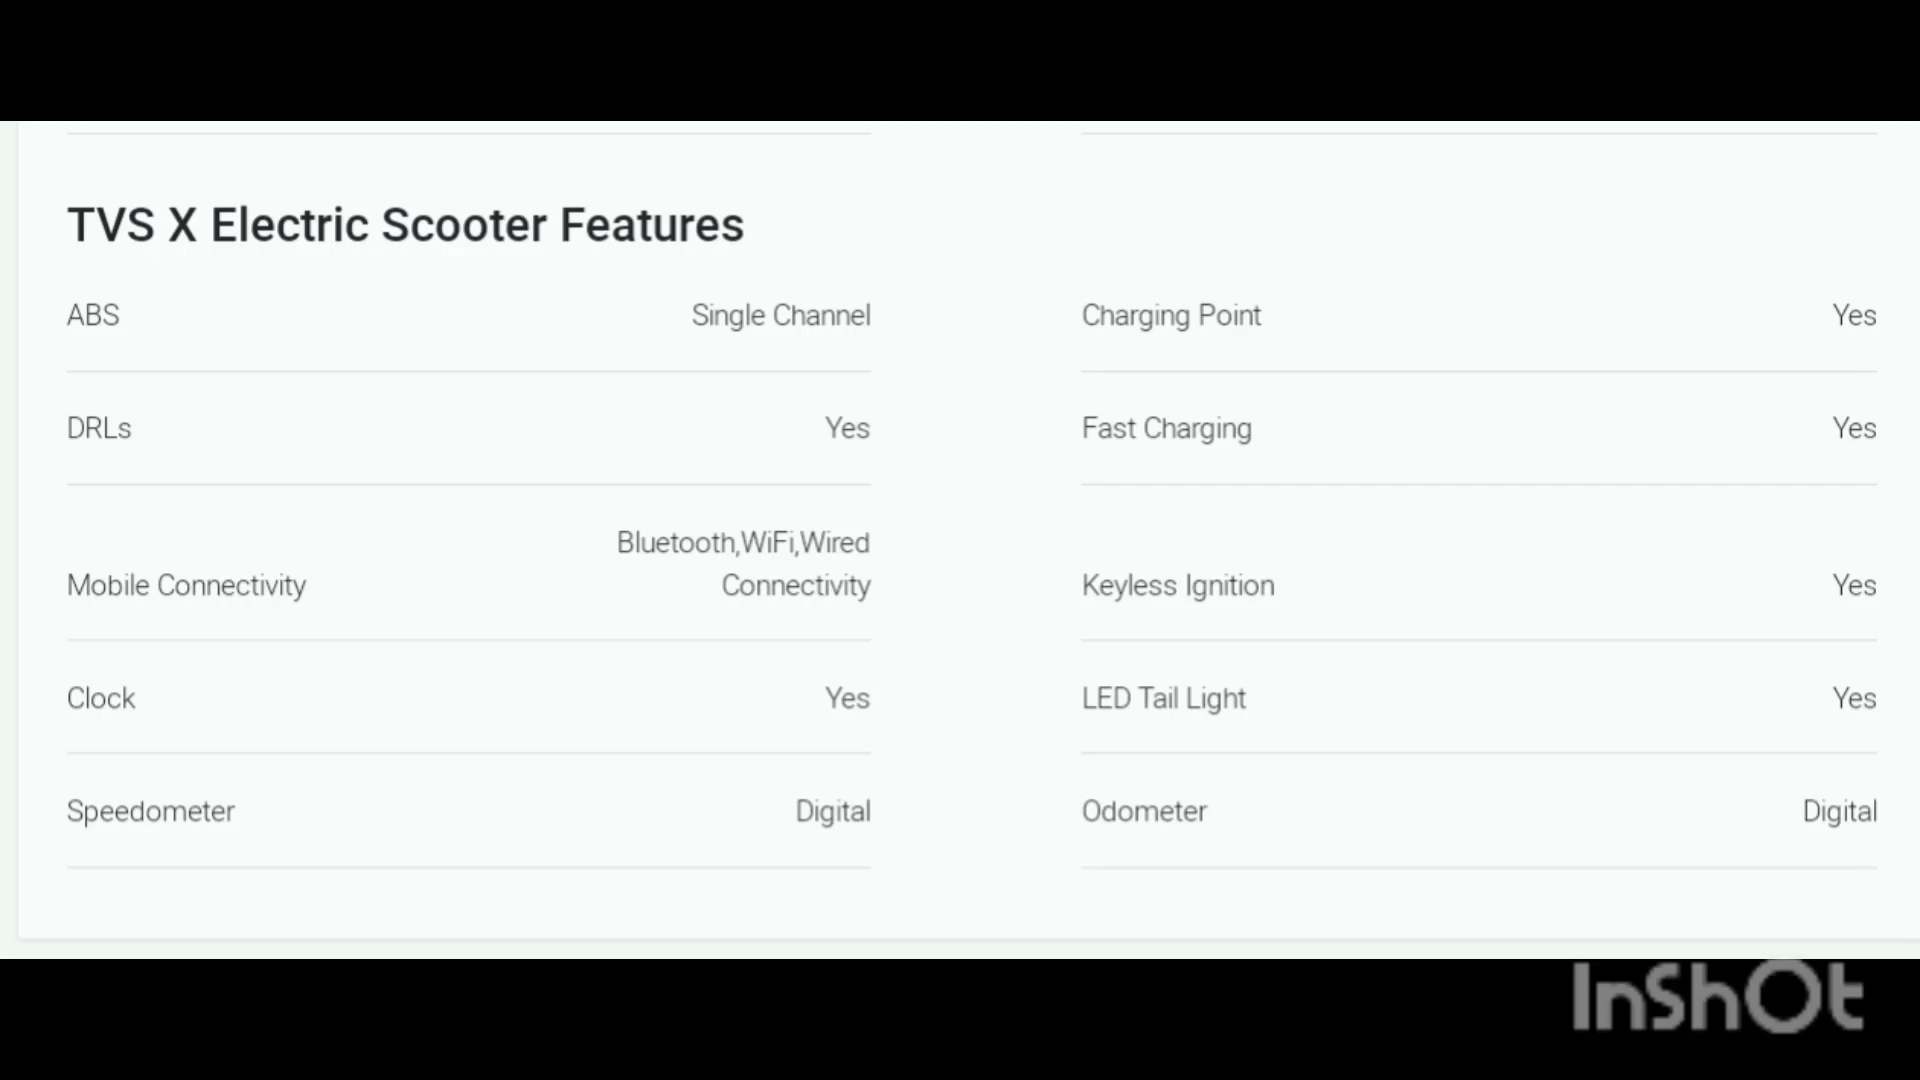 TVS X Electric Scooter Features
ABS Single Channel Charging Point Yes
DRLs Yes Fast Charging Yes
Bluetooth,WiFi,Wired
Mobile Connectivity Connectivity Keyless Ignition Yes
Clock Yes LED Tail Light Yes
Speedometer Digital Odometer Digital
InShOt